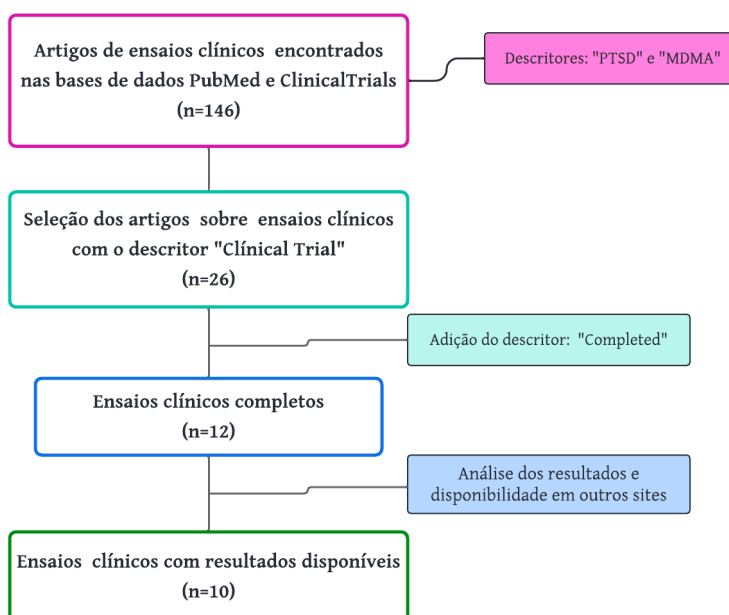 Artigos de ensaios clínicos encontrados
nas bases de dados PubMed e ClinicalTrials
(n=146)
Descritores: "PTSD" e "MDMA"
Seleção dos artigos sobre ensaios clínicos
com o descritor "Clínical Trial"
(n=26)
Adição do descritor: "Completed"
Ensaios clínicos completos
(n=12)
Análise dos resultados e
disponibilidade em outros sites
Ensaios clínicos com resultados disponíveis
(n=10)